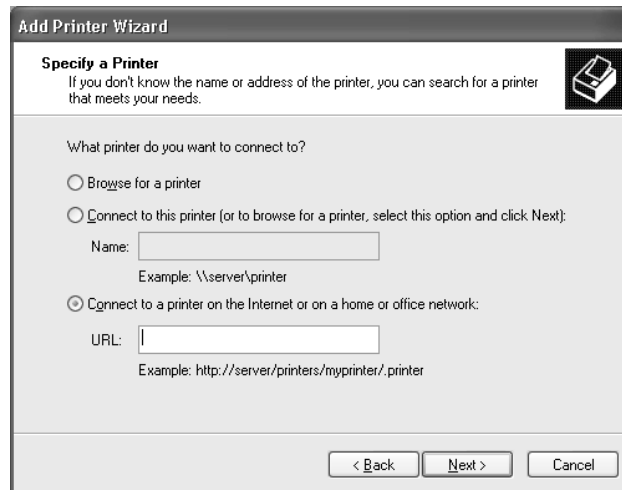 Add Printer Wizard
Specify a Printer
If you don't know the name or address of the printer, you can search for a printer
that meets your needs.
What printer do you want to connect to?
Browse for a printer
Connect to this printer (or to browse for a printer, select this option and click Next):
Name:
Example: \\server\printer
Connect to a printer on the Internet or on a home or office network:
URL:
Example: http://server/printers/myprinter/.printer
< Back Next > Cancel